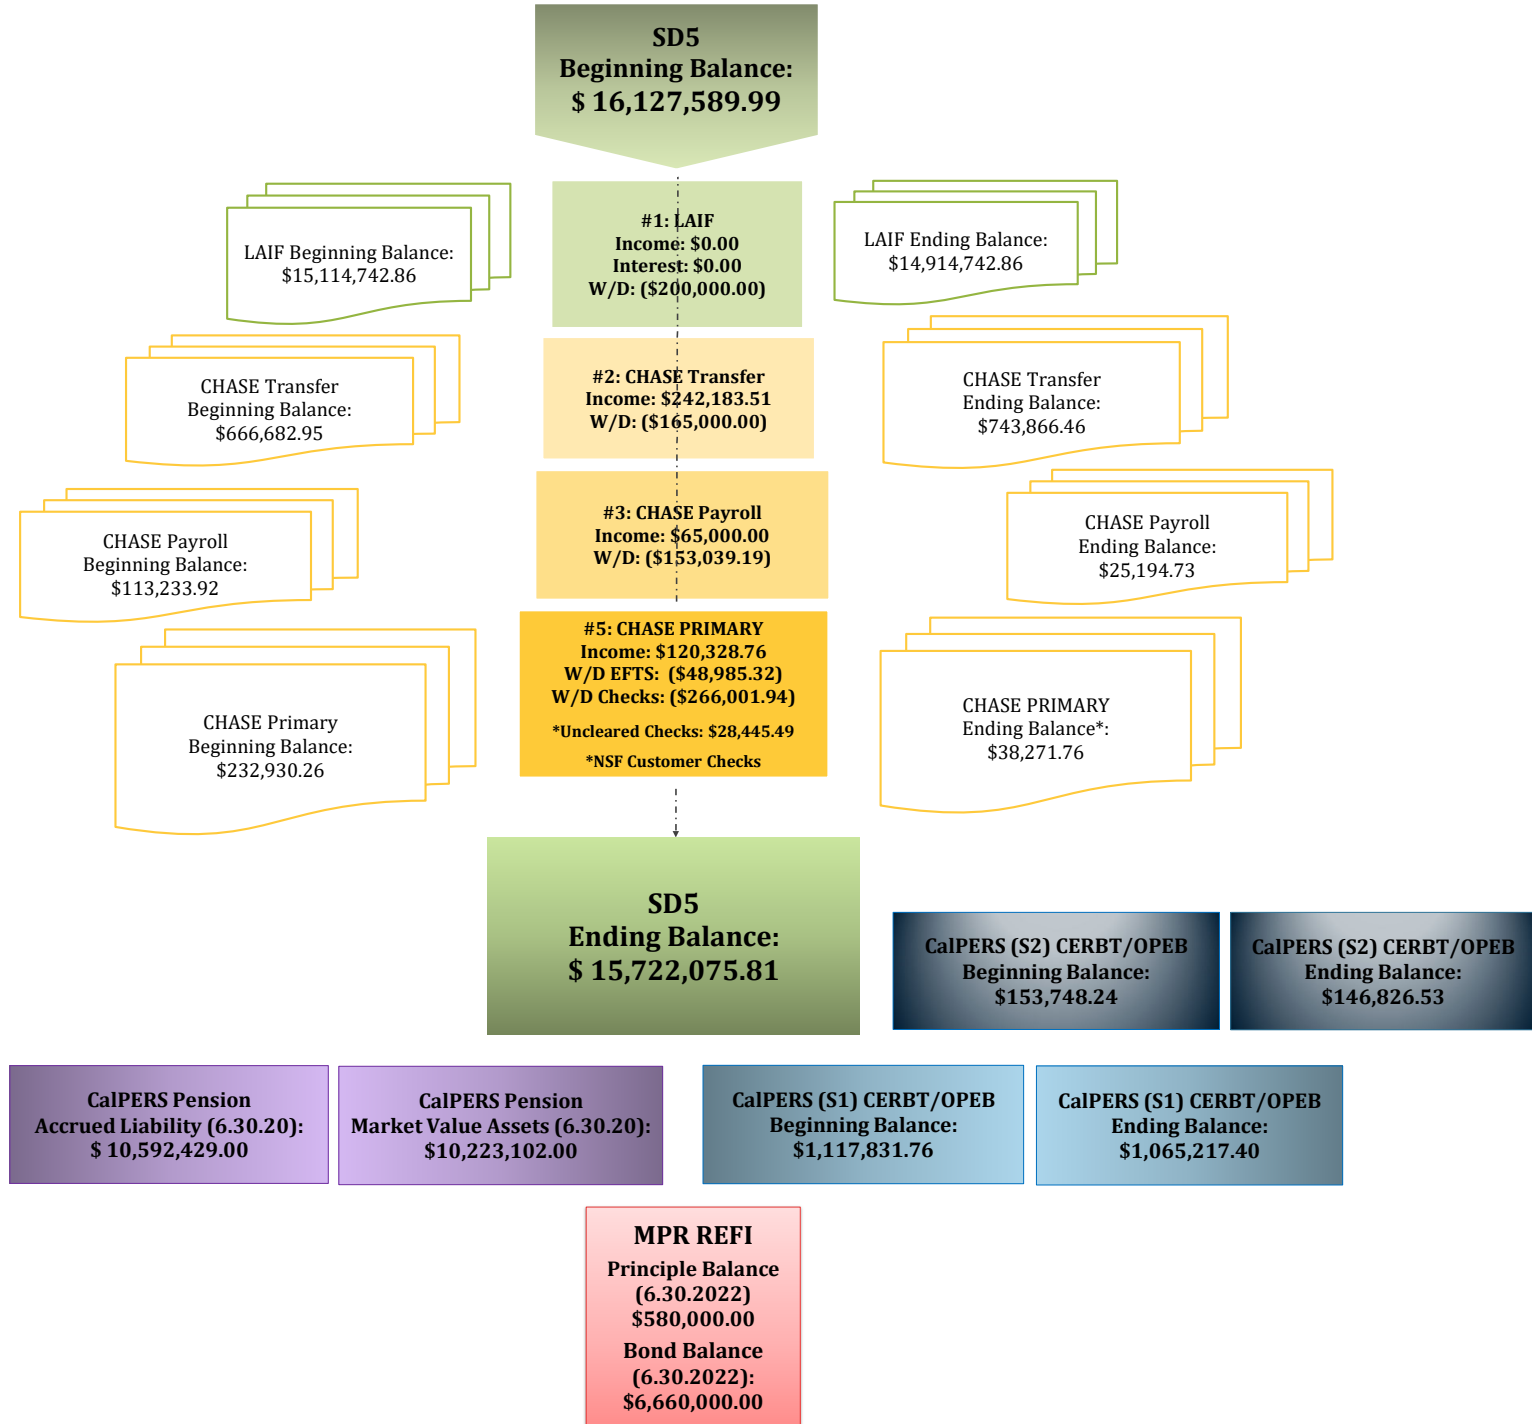 SD5
Beginning Balance:
$ 16,127,589.99
LAIF Beginning Balance:
$15,114,742.86
#1: LAIF
Income: $0.00
Interest: $0.00
W/D: ($200,000.00)
LAIF Ending Balance:
$14,914,742.86
CHASE Transfer
Beginning Balance:
$666,682.95
#2: CHASE Transfer
Income: $242,183.51
W/D: ($165,000.00)
CHASE Transfer
Ending Balance:
$743,866.46
CHASE Payroll
Beginning Balance:
$113,233.92
#3: CHASE Payroll
Income: $65,000.00
W/D: ($153,039.19)
CHASE Payroll
Ending Balance:
$25,194.73
CHASE Primary
Beginning Balance:
$232,930.26
#5: CHASE PRIMARY
Income: $120,328.76
W/D EFTS: ($48,985.32)
W/D Checks: ($266,001.94)
*Uncleared Checks: $28,445.49
*NSF Customer Checks
CHASE PRIMARY
Ending Balance*:
$38,271.76
SD5
Ending Balance:
$ 15,722,075.81
CalPERS (S2) CERBT/OPEB
Beginning Balance:
$153,748.24
CalPERS (S2) CERBT/OPEB
Ending Balance:
$146,826.53
CalPERS Pension
Accrued Liability (6.30.20):
$ 10,592,429.00
CalPERS Pension
Market Value Assets (6.30.20):
$10,223,102.00
CalPERS (S1) CERBT/OPEB
Beginning Balance:
$1,117,831.76
CalPERS (S1) CERBT/OPEB
Ending Balance:
$1,065,217.40
MPR REFI
Principle Balance
(6.30.2022)
$580,000.00
Bond Balance
(6.30.2022):
$6,660,000.00